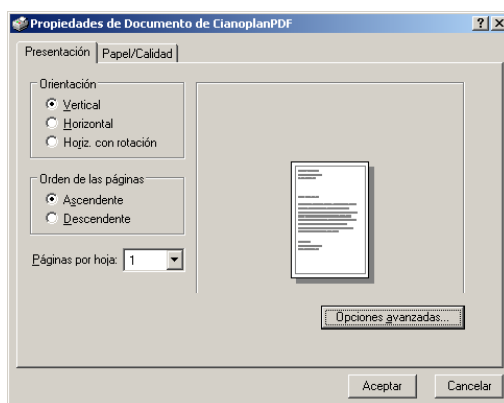 Propiedades de Documento de CianoplanPDF
Presentación Papel/Calidad
Orientación
Vertical
Horizontal
Horiz. con rotación
Orden de las páginas
Ascendente
Descendente
Páginas por hoja: 1
Opciones avanzadas...
Aceptar Cancelar